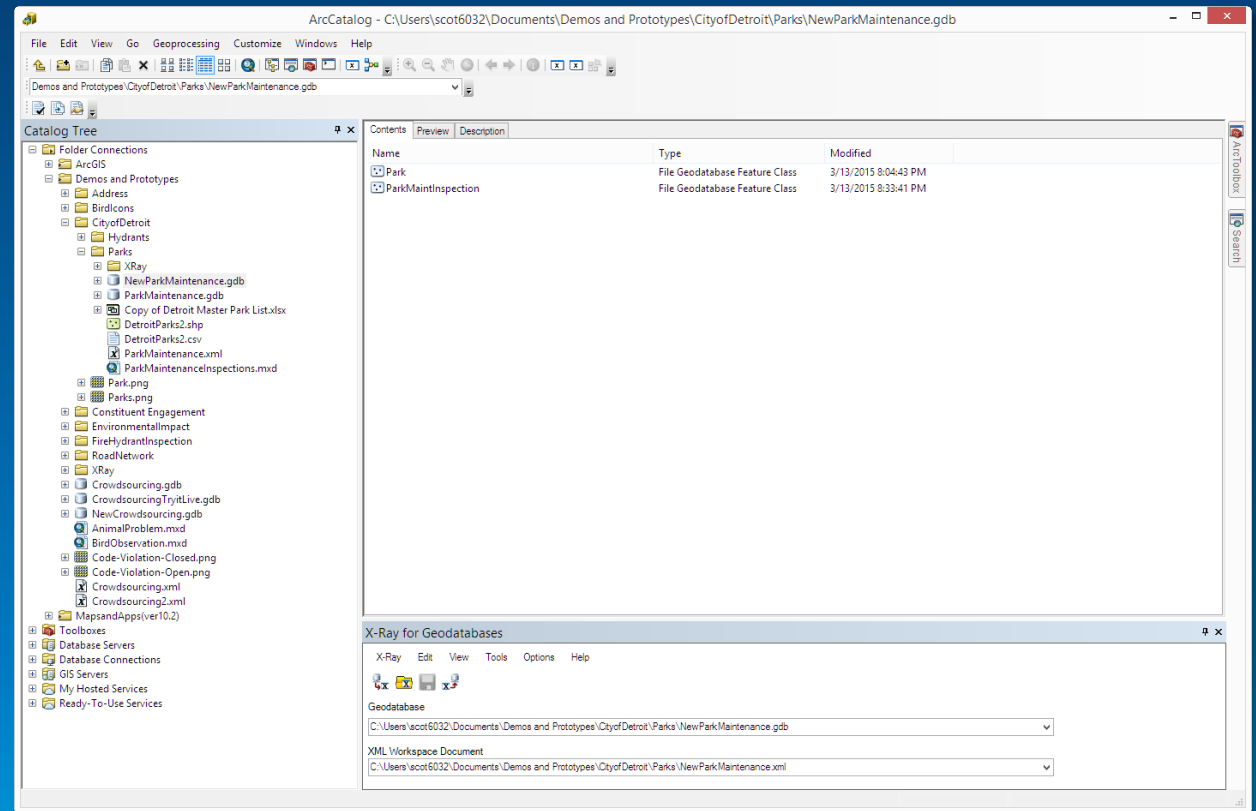 ArcCatalog - C:\Users\scot6032\Documents\Demos and Prototypes\CityofDetroit\Parks\NewParkMaintenance.gdb
File Edit View Go Geoprocessing Customize Windows Help
Demos and Prototypes\CityofDetroit\Parks\NewParkMaintenance.gdb
Catalog Tree
Folder Connections
ArcGIS
Demos and Prototypes
Address
BirdIcons
CityofDetroit
Hydrants
Parks
XRay
NewParkMaintenance.gdb
ParkMaintenance.gdb
Copy of Detroit Master Park List.xlsx
DetroitParks2.shp
DetroitParks2.csv
ParkMaintenance.xml
ParkMaintenanceInspections.mxd
Park.png
Parks.png
Constituent Engagement
EnvironmentalImpact
FireHydrantInspection
RoadNetwork
XRay
Crowdsourcing.gdb
CrowdsourcingTryitLive.gdb
NewCrowdsourcing.gdb
AnimalProblem.mxd
BirdObservation.mxd
Code-Violation-Closed.png
Code-Violation-Open.png
Crowdsourcing.xml
Crowdsourcing2.xml
MapsandApps(ver10.2)
Toolboxes
Database Servers
Database Connections
GIS Servers
My Hosted Services
Ready-To-Use Services
Contents Preview Description
Name Type Modified
Park File Geodatabase Feature Class 3/13/2015 8:04:43 PM
ParkMaintInspection File Geodatabase Feature Class 3/13/2015 8:33:41 PM
ArcToolbox
Search
X-Ray for Geodatabases
X-Ray Edit View Tools Options Help
Geodatabase
C:\Users\scot6032\Documents\Demos and Prototypes\CityofDetroit\Parks\NewParkMaintenance.gdb
XML Workspace Document
C:\Users\scot6032\Documents\Demos and Prototypes\CityofDetroit\Parks\NewParkMaintenance.xml